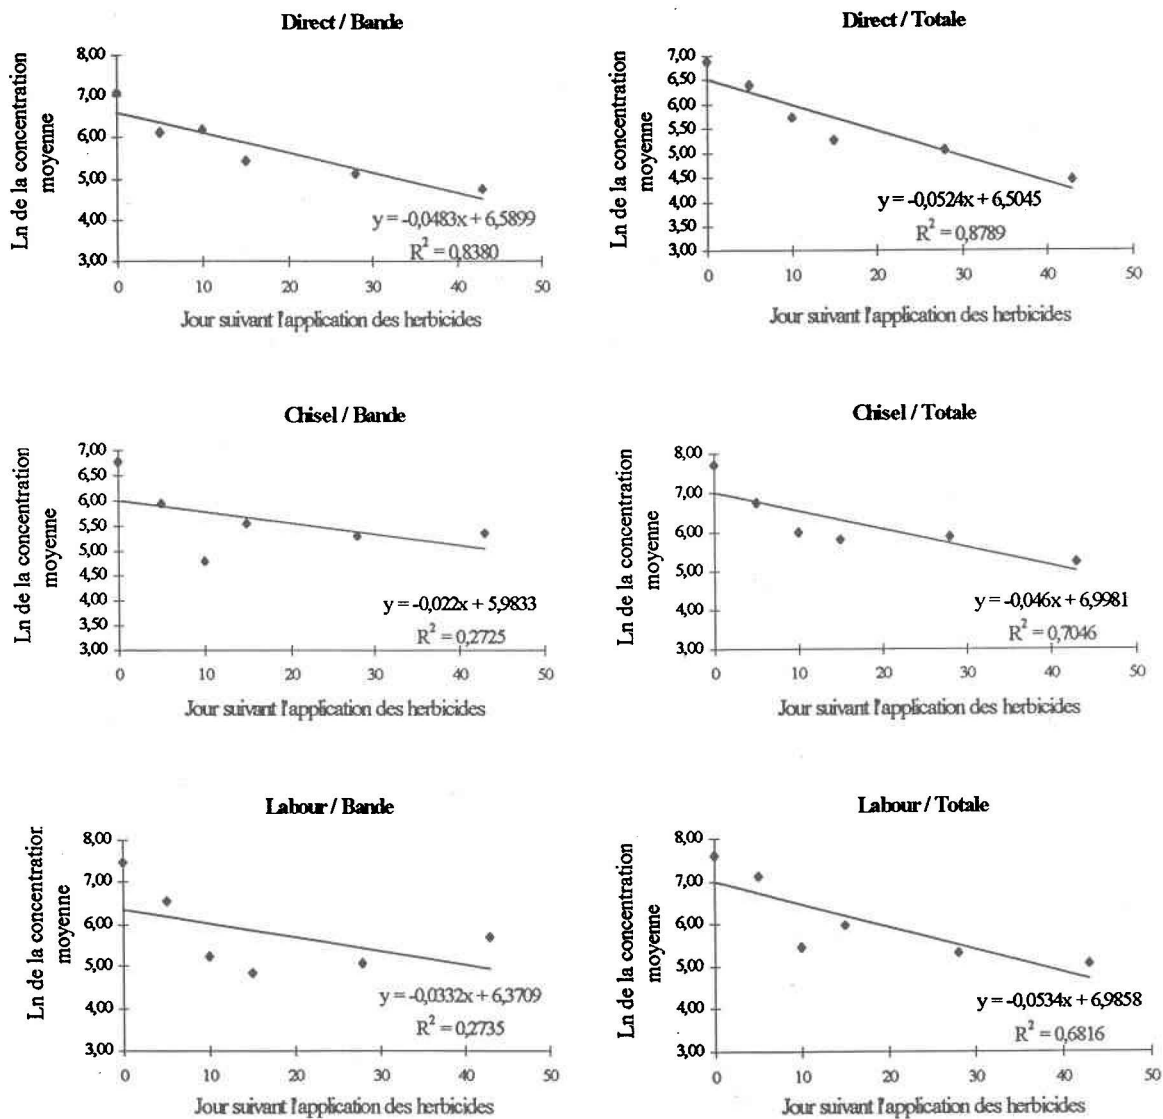 Direct / Bande
Ln de la concentration
moyenne
8,00
7,00
6,00
5,00
4,00
3,00
y = -0,0483x + 6,5899
R² = 0,8380
0 10 20 30 40 50
Jour suivant l'application des herbicides
Direct / Totale
Ln de la concentration
moyenne
7,00
6,50
6,00
5,50
5,00
4,50
4,00
3,50
3,00
y = -0,0524x + 6,5045
R² = 0,8789
0 10 20 30 40 50
Jour suivant l'application des herbicides
Chisel / Bande
Ln de la concentration
moyenne
7,00
6,50
6,00
5,50
5,00
4,50
4,00
3,50
3,00
y = -0,022x + 5,9833
R² = 0,2725
0 10 20 30 40 50
Jour suivant l'application des herbicides
Chisel / Totale
Ln de la concentration
moyenne
8,00
7,00
6,00
5,00
4,00
3,00
y = -0,046x + 6,9981
R² = 0,7046
0 10 20 30 40 50
Jour suivant l'application des herbicides
Labour / Bande
Ln de la concentration
moyenne
8,00
7,00
6,00
5,00
4,00
3,00
y = -0,0332x + 6,3709
R² = 0,2735
0 10 20 30 40 50
Jour suivant l'application des herbicides
Labour / Totale
Ln de la concentration
moyenne
8,00
7,00
6,00
5,00
4,00
3,00
y = -0,0534x + 6,9858
R² = 0,6816
0 10 20 30 40 50
Jour suivant l'application des herbicides